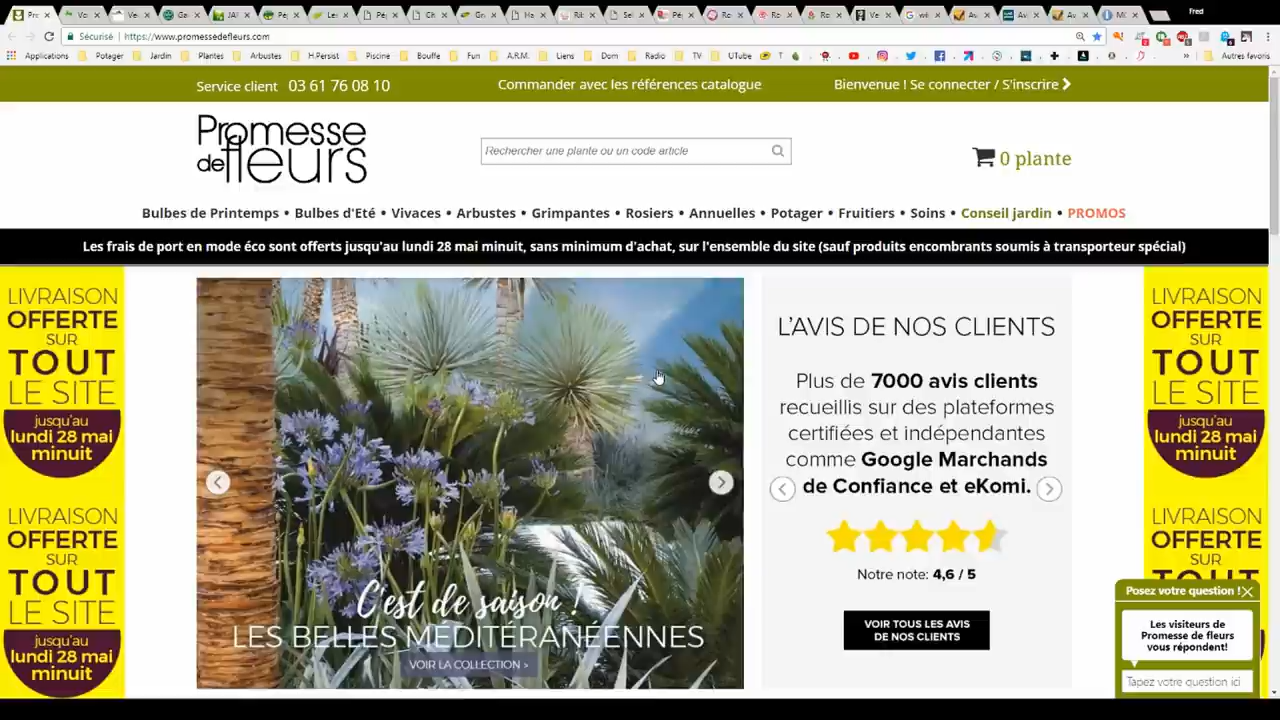 Fred
Sécurisé | https://www.promessedefleurs.com
Applications Potager Jardin Plantes Arbustes H.Persist Piscine Bouffe Fun A.R.M. Liens Dom Radio TV UTube Autres favoris
Service client 03 61 76 08 10 Commander avec les références catalogue Bienvenue ! Se connecter / S'inscrire
Promesse
de fleurs
Rechercher une plante ou un code article
0 plante
Bulbes de Printemps • Bulbes d'Eté • Vivaces • Arbustes • Grimpantes • Rosiers • Annuelles • Potager • Fruitiers • Soins • Conseil jardin • PROMOS
Les frais de port en mode éco sont offerts jusqu'au lundi 28 mai minuit, sans minimum d'achat, sur l'ensemble du site (sauf produits encombrants soumis à transporteur spécial)
LIVRAISON
OFFERTE
SUR
TOUT
LE SITE
jusqu'au
lundi 28 mai
minuit
LIVRAISON
OFFERTE
SUR
TOUT
LE SITE
jusqu'au
lundi 28 mai
minuit
C'est de saison !
LES BELLES MÉDITÉRANÉENNES
VOIR LA COLLECTION >
L'AVIS DE NOS CLIENTS
Plus de 7000 avis clients
recueillis sur des plateformes
certifiées et indépendantes
comme Google Marchands
de Confiance et eKomi.
Notre note: 4,6 / 5
VOIR TOUS LES AVIS
DE NOS CLIENTS
LIVRAISON
OFFERTE
SUR
TOUT
LE SITE
jusqu'au
lundi 28 mai
minuit
LIVRAISON
OFFERTE
SUR
TOUT
Posez votre question !
Les visiteurs de
Promesse de fleurs
vous répondent!
Tapez votre question ici